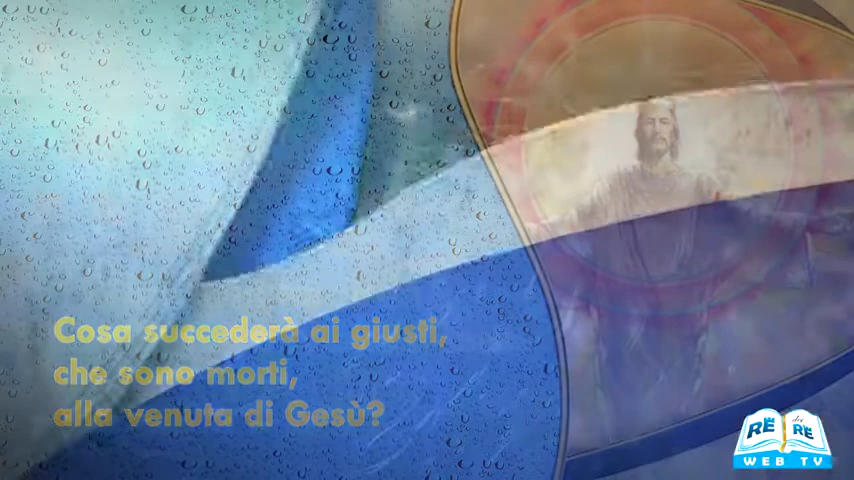 Cosa succederà ai giusti,
che sono morti,
alla venuta di Gesù?
RE dei RE
WEB TV